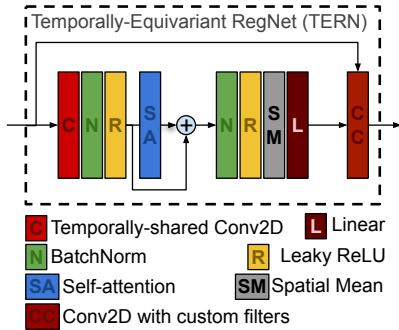 Temporally-Equivariant RegNet (TERN)
C N R SA + N R SM L CC
C Temporally-shared Conv2D L Linear
N BatchNorm R Leaky ReLU
SA Self-attention SM Spatial Mean
CC Conv2D with custom filters